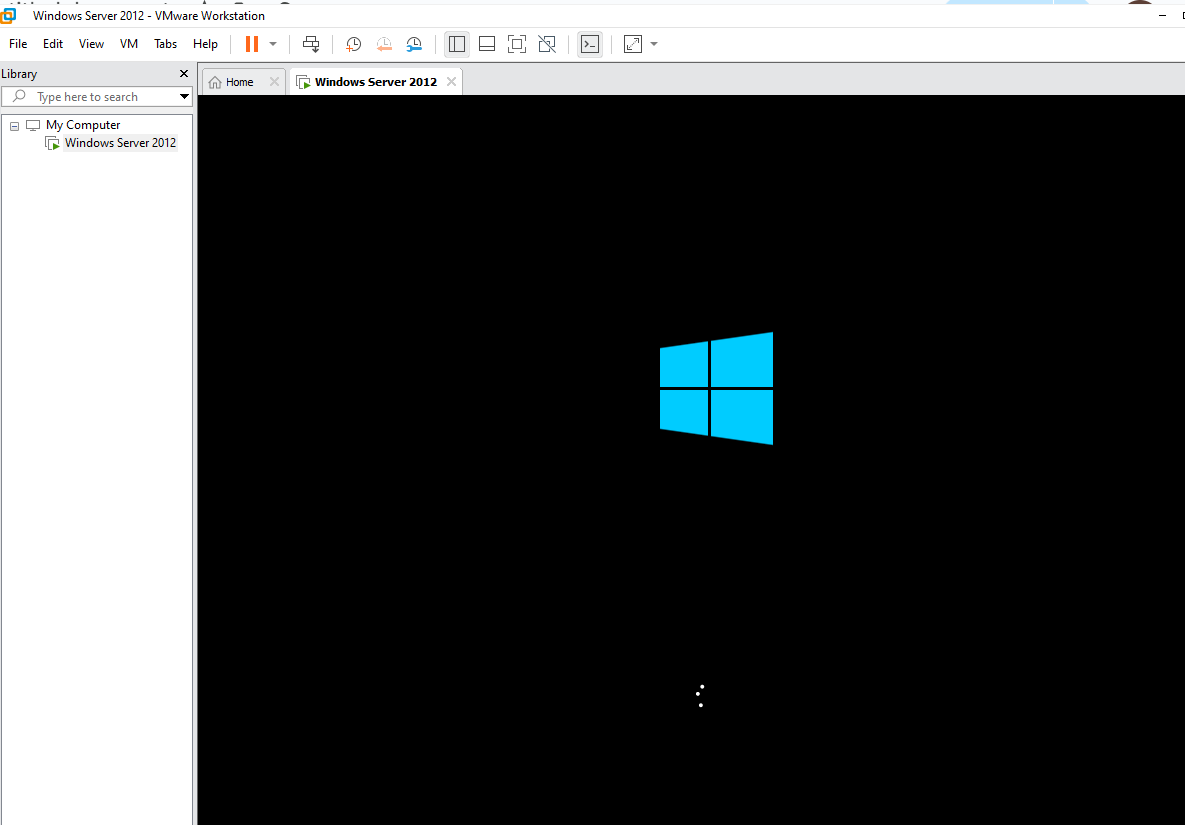 Windows Server 2012 - VMware Workstation
File Edit View VM Tabs Help
Library
Type here to search
Home
Windows Server 2012
My Computer
Windows Server 2012